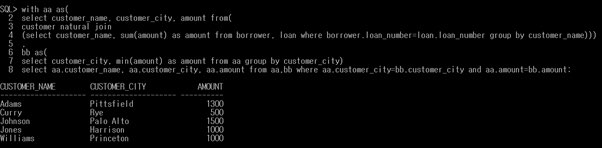 SQL> with aa as(
2 select customer_name, customer_city, amount from(
3 customer natural join
4 (select customer_name, sum(amount) as amount from borrower, loan where borrower.loan_number=loan.loan_number group by customer_name)))
5 ,
6 bb as(
7 select customer_city, min(amount) as amount from aa group by customer_city)
8 select aa.customer_name, aa.customer_city, aa.amount from aa,bb where aa.customer_city=bb.customer_city and aa.amount=bb.amount;
CUSTOMER_NAME CUSTOMER_CITY AMOUNT
-------------------- -------------------- ----------
Adams Pittsfield 1300
Curry Rye 500
Johnson Palo Alto 1500
Jones Harrison 1000
Williams Princeton 1000